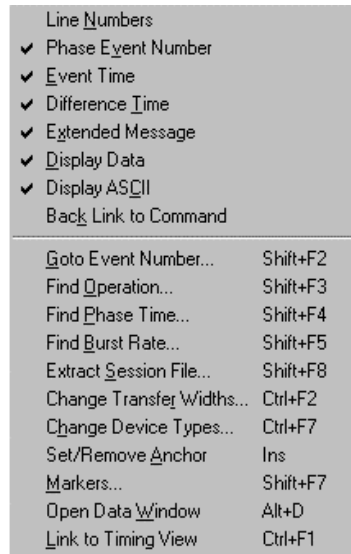 Line Numbers
✓ Phase Event Number
✓ Event Time
✓ Difference Time
✓ Extended Message
✓ Display Data
✓ Display ASCII
Back Link to Command
Goto Event Number... Shift+F2
Find Operation... Shift+F3
Find Phase Time... Shift+F4
Find Burst Rate... Shift+F5
Extract Session File... Shift+F8
Change Transfer Widths... Ctrl+F2
Change Device Types... Ctrl+F7
Set/Remove Anchor Ins
Markers... Shift+F7
Open Data Window Alt+D
Link to Timing View Ctrl+F1